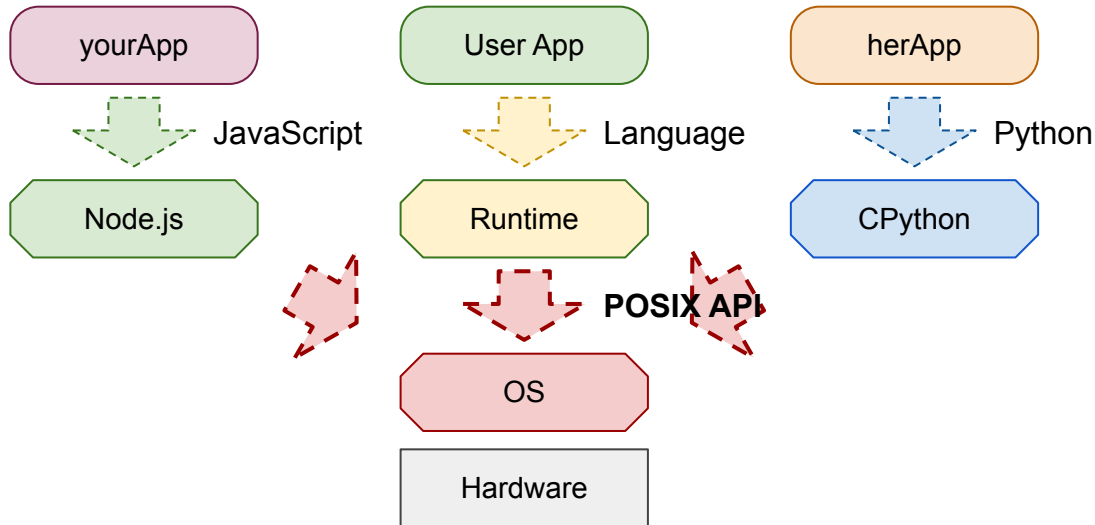 yourApp
User App
herApp
JavaScript
Language
Python
Node.js
Runtime
CPython
POSIX API
OS
Hardware